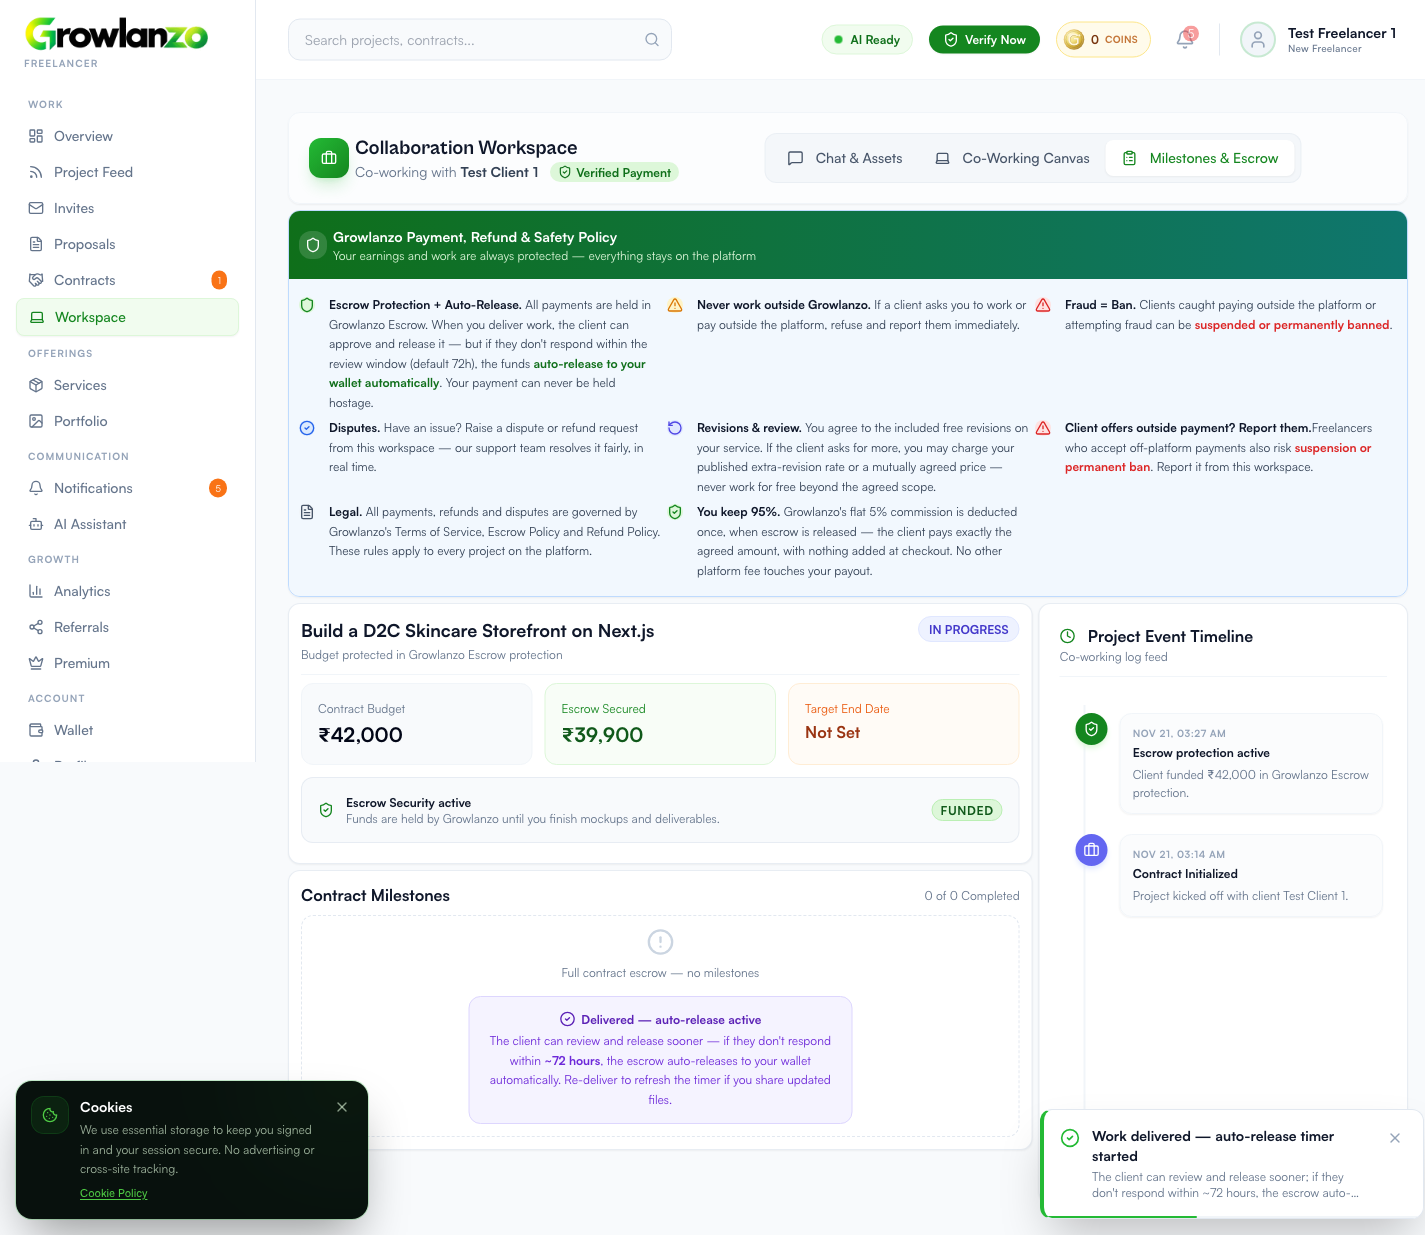 Growlanzo
FREELANCER
Search projects, contracts...
AI Ready
Verify Now
G
0 COINS
5
Test Freelancer 1
New Freelancer
WORK
Overview
Project Feed
Invites
Proposals
Contracts
1
Workspace
OFFERINGS
Services
Portfolio
COMMUNICATION
Notifications
5
AI Assistant
GROWTH
Analytics
Referrals
Premium
ACCOUNT
Wallet
Collaboration Workspace
Co-working with Test Client 1
Verified Payment
Chat & Assets
Co-Working Canvas
Milestones & Escrow
Growlanzo Payment, Refund & Safety Policy
Your earnings and work are always protected — everything stays on the platform
Escrow Protection + Auto-Release. All payments are held in
Growlanzo Escrow. When you deliver work, the client can
approve and release it — but if they don't respond within the
review window (default 72h), the funds auto-release to your
wallet automatically. Your payment can never be held
hostage.
Never work outside Growlanzo. If a client asks you to work or
pay outside the platform, refuse and report them immediately.
Fraud = Ban. Clients caught paying outside the platform or
attempting fraud can be suspended or permanently banned.
Disputes. Have an issue? Raise a dispute or refund request
from this workspace — our support team resolves it fairly, in
real time.
Revisions & review. You agree to the included free revisions on
your service. If the client asks for more, you may charge your
published extra-revision rate or a mutually agreed price —
never work for free beyond the agreed scope.
Client offers outside payment? Report them.Freelancers
who accept off-platform payments also risk suspension or
permanent ban. Report it from this workspace.
Legal. All payments, refunds and disputes are governed by
Growlanzo's Terms of Service, Escrow Policy and Refund Policy.
These rules apply to every project on the platform.
You keep 95%. Growlanzo's flat 5% commission is deducted
once, when escrow is released — the client pays exactly the
agreed amount, with nothing added at checkout. No other
platform fee touches your payout.
Build a D2C Skincare Storefront on Next.js
IN PROGRESS
Budget protected in Growlanzo Escrow protection
Contract Budget
₹42,000
Escrow Secured
₹39,900
Target End Date
Not Set
Escrow Security active
Funds are held by Growlanzo until you finish mockups and deliverables.
FUNDED
Contract Milestones
0 of 0 Completed
Full contract escrow — no milestones
Delivered — auto-release active
The client can review and release sooner — if they don't respond
within ~72 hours, the escrow auto-releases to your wallet
automatically. Re-deliver to refresh the timer if you share updated
files.
Project Event Timeline
Co-working log feed
NOV 21, 03:27 AM
Escrow protection active
Client funded ₹42,000 in Growlanzo Escrow
protection.
NOV 21, 03:14 AM
Contract Initialized
Project kicked off with client Test Client 1.
Cookies
We use essential storage to keep you signed
in and your session secure. No advertising or
cross-site tracking.
Cookie Policy
Work delivered — auto-release timer
started
The client can review and release sooner; if they
don't respond within ~72 hours, the escrow auto-...